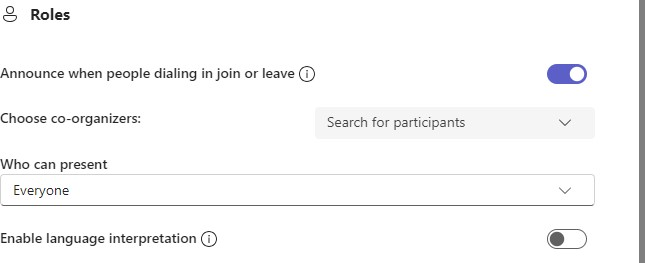 Roles
Announce when people dialing in join or leave
Choose co-organizers:
Search for participants
Who can present
Everyone
Enable language interpretation